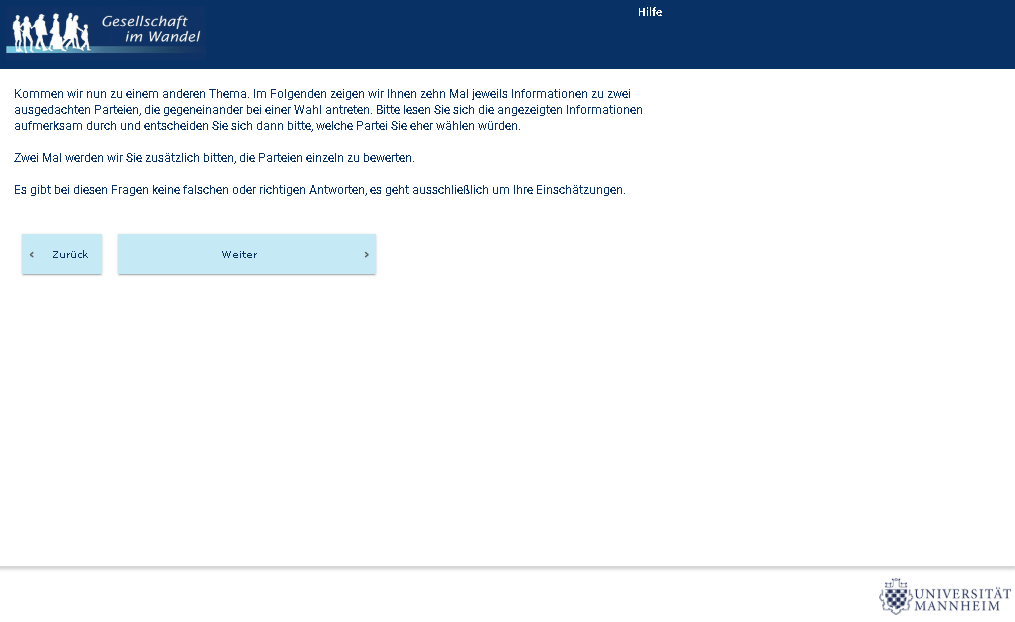 Gesellschaft
im Wandel
Hilfe
Kommen wir nun zu einem anderen Thema. Im Folgenden zeigen wir Ihnen zehn Mal jeweils Informationen zu zwei
ausgedachten Parteien, die gegeneinander bei einer Wahl antreten. Bitte lesen Sie sich die angezeigten Informationen
aufmerksam durch und entscheiden Sie sich dann bitte, welche Partei Sie eher wählen würden.
Zwei Mal werden wir Sie zusätzlich bitten, die Parteien einzeln zu bewerten.
Es gibt bei diesen Fragen keine falschen oder richtigen Antworten, es geht ausschließlich um Ihre Einschätzungen.
‹ Zurück
Weiter ›
UNIVERSITÄT
MANNHEIM